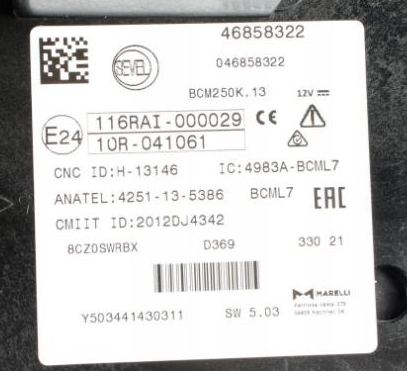 46858322
SEVEL
046858322
BCM250K.13 12V
E24 116RAI-000029 CE
10R-041061
CNC ID:H-13146 IC:4983A-BCML7
ANATEL:4251-13-5386 BCML7 EAC
CMIIT ID:2012DJ4342
8CZ0SWRBX D369 330 21
MARELLI
Y503441430311 SW 5.03